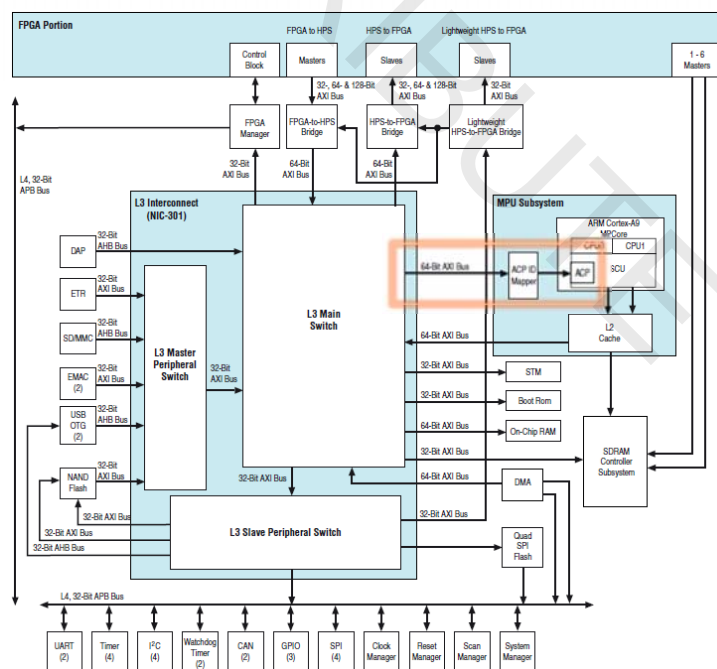 FPGA Portion
FPGA to HPS
HPS to FPGA
Lightweight HPS to FPGA
Control
Block
Masters
Slaves
Slaves
1 - 6
Masters
32-, 64- & 128-Bit
AXI Bus
32-, 64- & 128-Bit
AXI Bus
32-Bit
AXI Bus
FPGA
Manager
FPGA-to-HPS
Bridge
HPS-to-FPGA
Bridge
Lightweight
HPS-to-FPGA Bridge
L4, 32-Bit
APB Bus
32-Bit
AXI Bus
64-Bit
AXI Bus
64-Bit
AXI Bus
L3 Interconnect
(NIC-301)
MPU Subsystem
ARM Cortex-A9
MPCore
CPU0
CPU1
SCU
ACP
ACP ID
Mapper
64-Bit AXI Bus
DAP
32-Bit
AHB Bus
ETR
32-Bit
AXI Bus
SD/MMC
32-Bit
AHB Bus
EMAC
(2)
32-Bit
AXI Bus
USB
OTG
(2)
32-Bit
AHB Bus
NAND
Flash
32-Bit
AXI Bus
L3 Master
Peripheral
Switch
32-Bit
AXI Bus
L3 Main
Switch
L2
Cache
64-Bit AXI Bus
32-Bit AXI Bus
STM
32-Bit AXI Bus
Boot Rom
64-Bit AXI Bus
On-Chip RAM
32-Bit AXI Bus
SDRAM
Controller
Subsystem
64-Bit AXI Bus
DMA
32-Bit AXI Bus
32-Bit AXI Bus
32-Bit AXI Bus
32-Bit AXI Bus
32-Bit AHB Bus
L3 Slave Peripheral Switch
Quad
SPI
Flash
L4, 32-Bit APB Bus
UART
(2)
Timer
(4)
I²C
(4)
Watchdog
Timer
(2)
CAN
(2)
GPIO
(3)
SPI
(4)
Clock
Manager
Reset
Manager
Scan
Manager
System
Manager